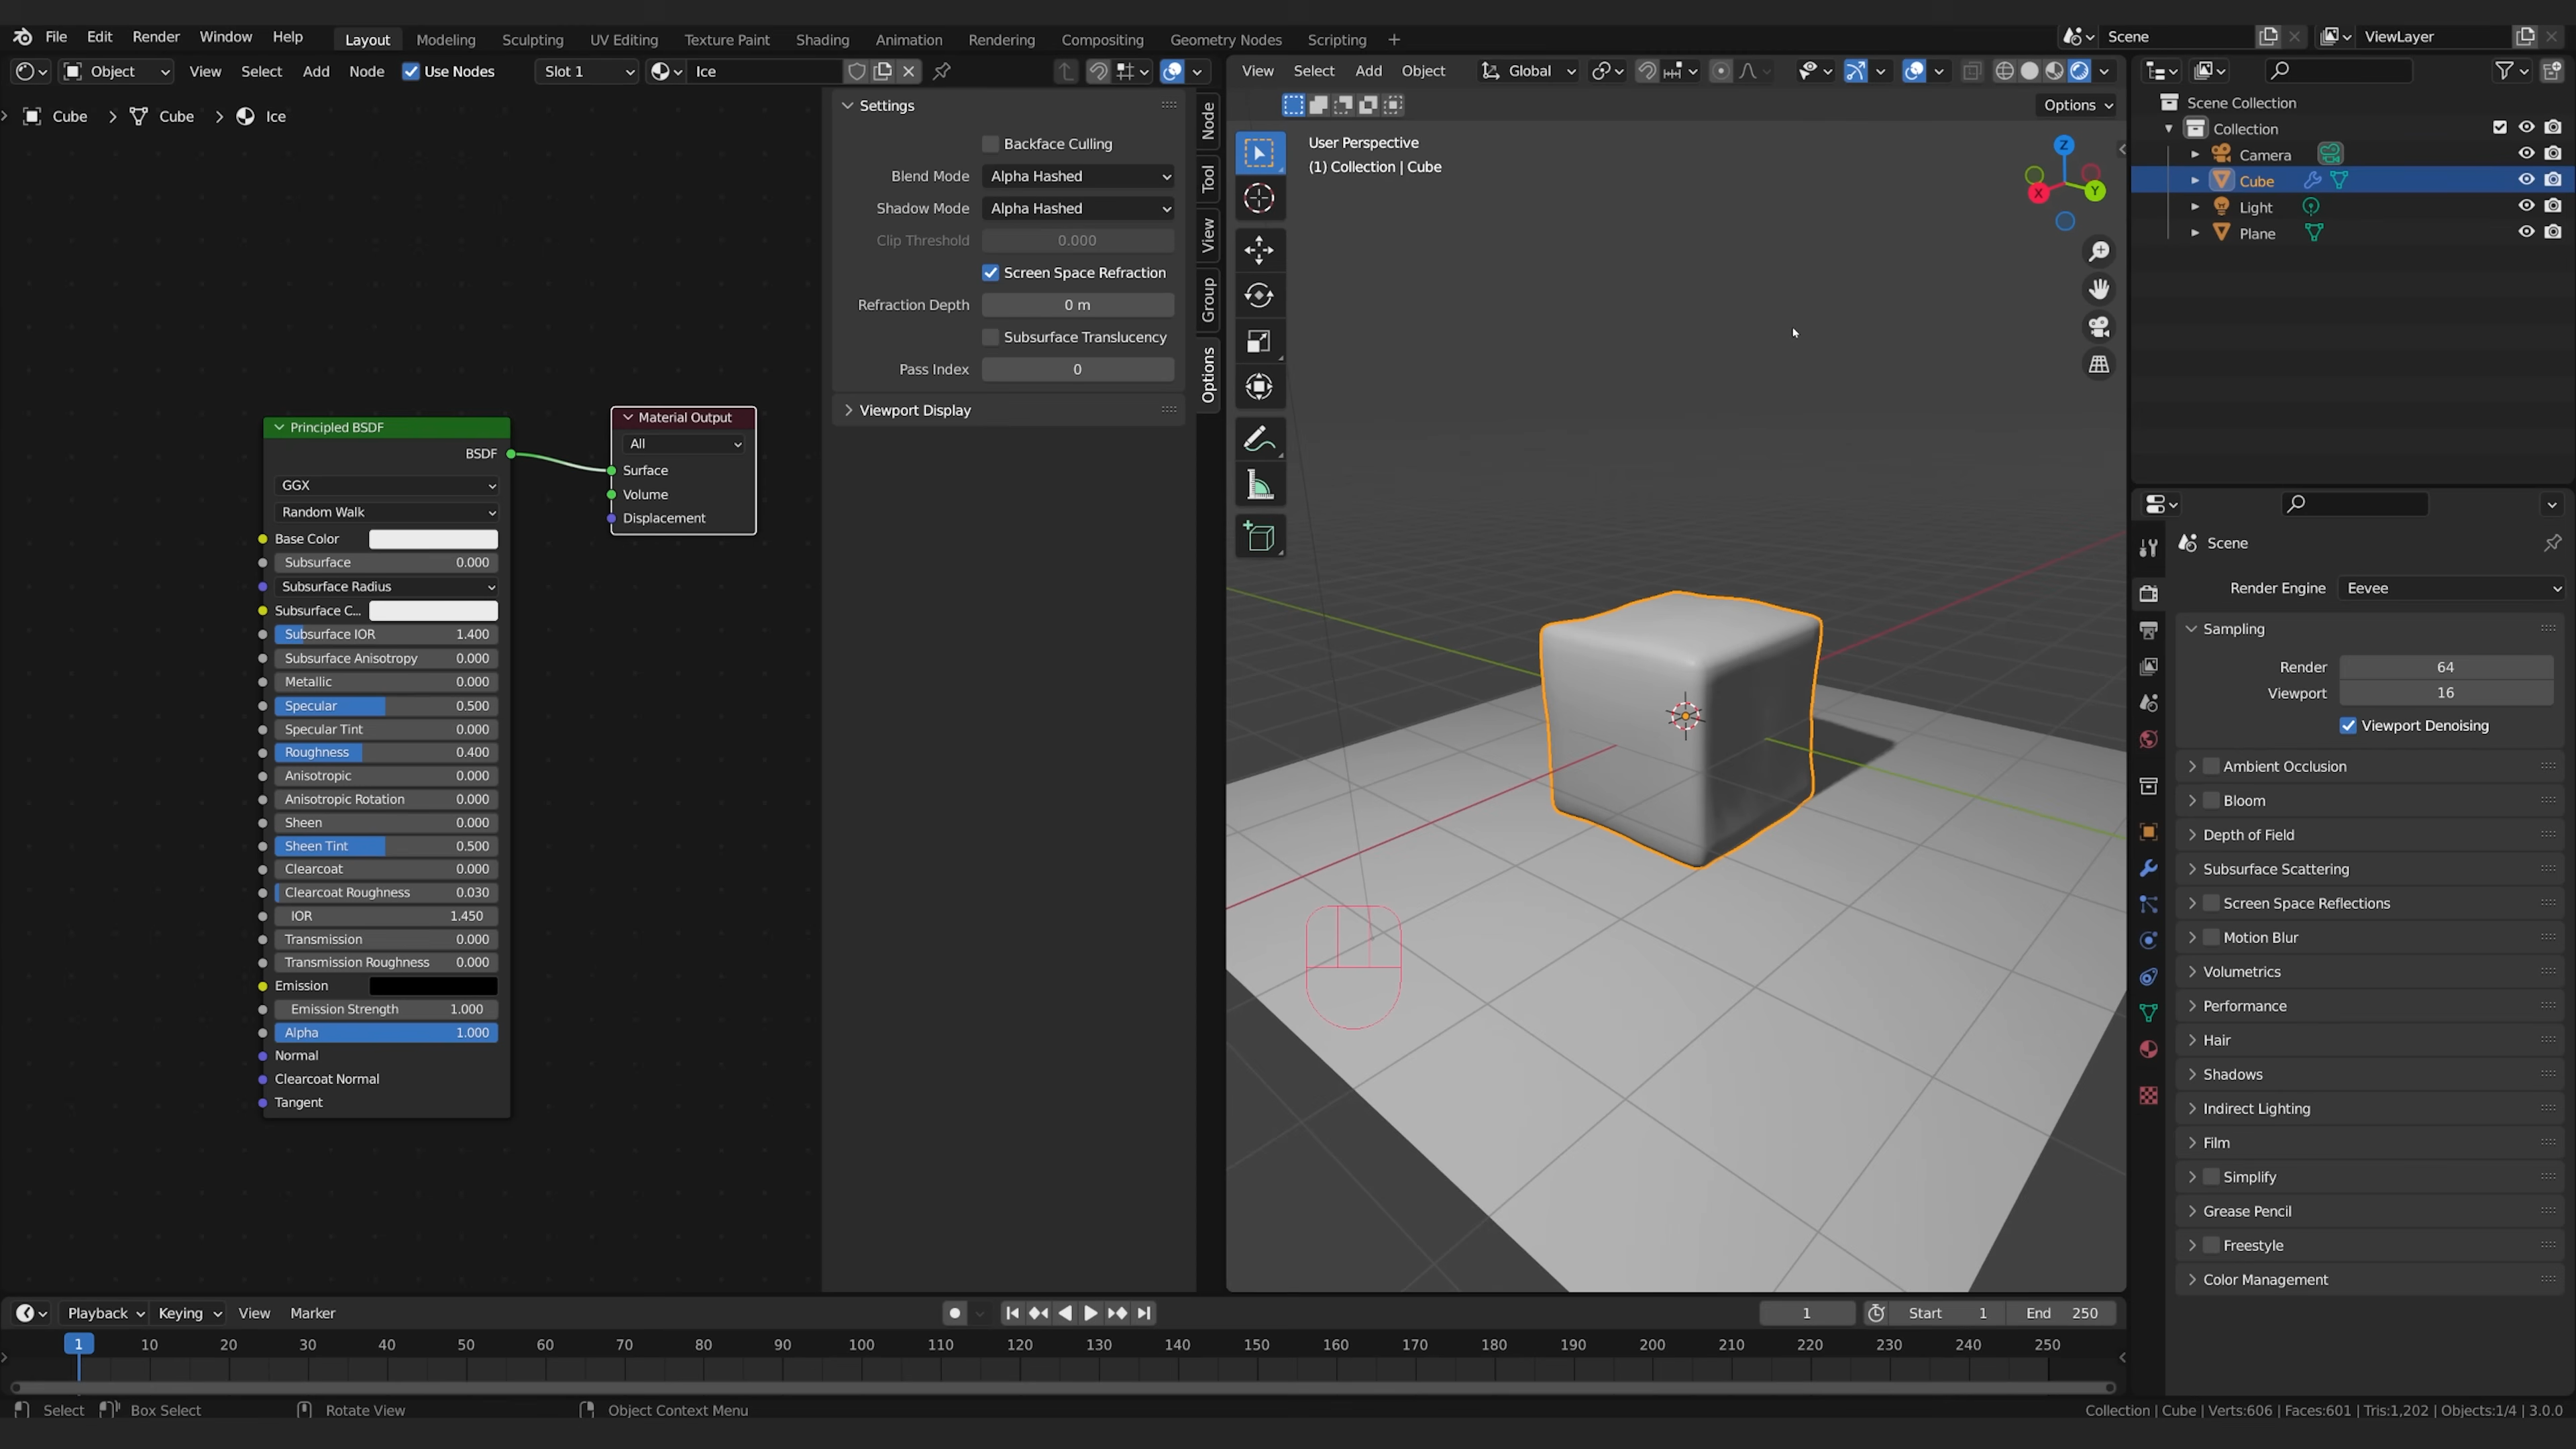 File Edit Render Window Help Layout Modeling Sculpting UV Editing Texture Paint Shading Animation Rendering Compositing Geometry Nodes Scripting + Scene ViewLayer
Object View Select Add Node Use Nodes Slot 1 Ice
View Select Add Object Global
Options
Cube > Cube > Ice
Settings
Backface Culling
Blend Mode Alpha Hashed
Shadow Mode Alpha Hashed
Clip Threshold 0.000
Screen Space Refraction
Refraction Depth 0 m
Subsurface Translucency
Pass Index 0
Viewport Display
Node
Tool
View
Group
Options
Principled BSDF
BSDF
GGX
Random Walk
Base Color
Subsurface 0.000
Subsurface Radius
Subsurface C...
Subsurface IOR 1.400
Subsurface Anisotropy 0.000
Metallic 0.000
Specular 0.500
Specular Tint 0.000
Roughness 0.400
Anisotropic 0.000
Anisotropic Rotation 0.000
Sheen 0.000
Sheen Tint 0.500
Clearcoat 0.000
Clearcoat Roughness 0.030
IOR 1.450
Transmission 0.000
Transmission Roughness 0.000
Emission
Emission Strength 1.000
Alpha 1.000
Normal
Clearcoat Normal
Tangent
Material Output
All
Surface
Volume
Displacement
User Perspective
(1) Collection | Cube
Z
X
Y
Scene Collection
Collection
Camera
Cube
Light
Plane
Scene
Render Engine Eevee
Sampling
Render 64
Viewport 16
Viewport Denoising
Ambient Occlusion
Bloom
Depth of Field
Subsurface Scattering
Screen Space Reflections
Motion Blur
Volumetrics
Performance
Hair
Shadows
Indirect Lighting
Film
Simplify
Grease Pencil
Freestyle
Color Management
Playback Keying View Marker 1 Start 1 End 250
1 10 20 30 40 50 60 70 80 90 100 110 120 130 140 150 160 170 180 190 200 210 220 230 240 250
Select Box Select Rotate View Object Context Menu Collection | Cube | Verts:606 | Faces:601 | Tris:1,202 | Objects:1/4 | 3.0.0